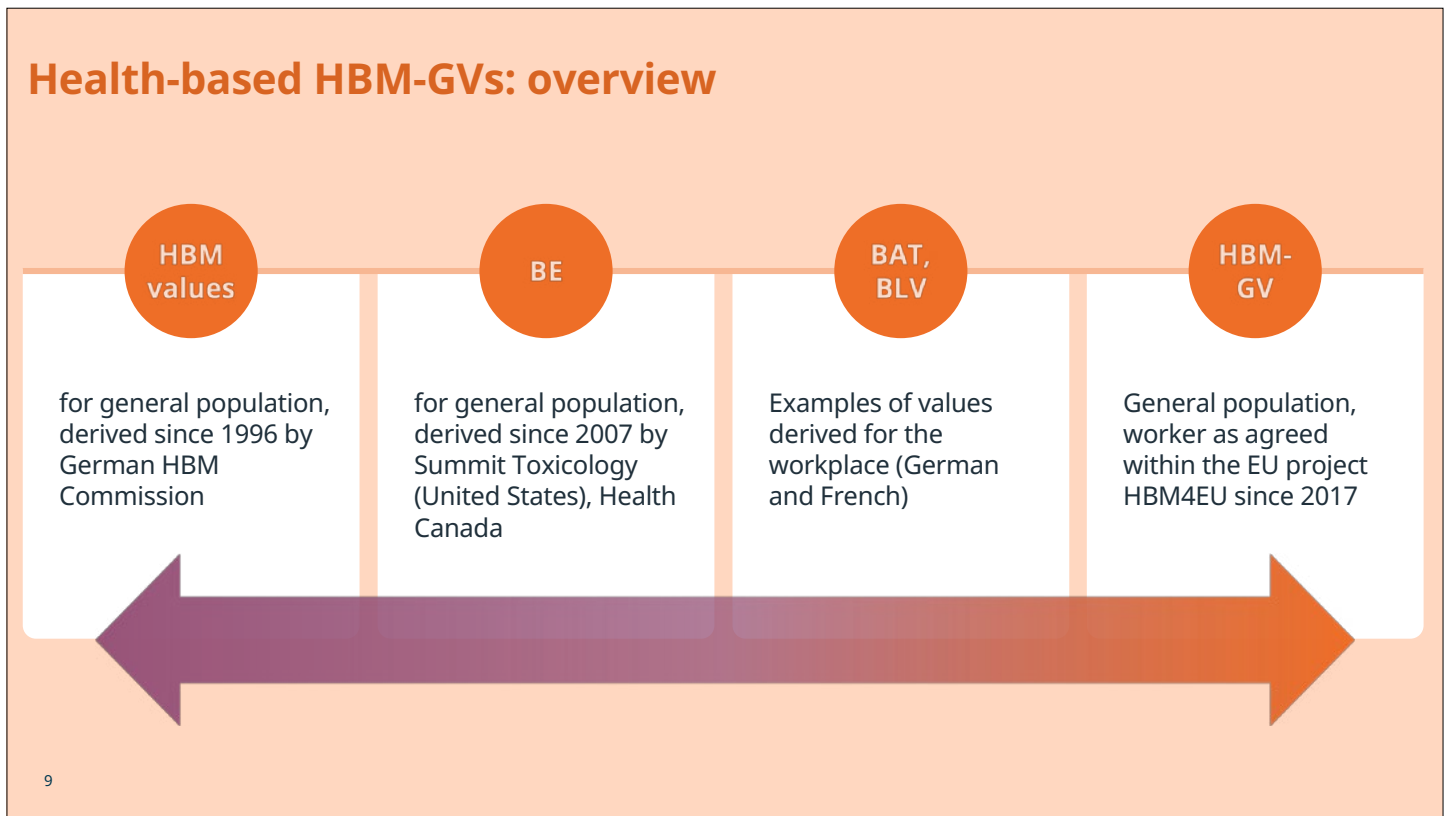 Health-based HBM-GVs: overview
HBM
values
for general population,
derived since 1996 by
German HBM
Commission
BE
for general population,
derived since 2007 by
Summit Toxicology
(United States), Health
Canada
BAT,
BLV
Examples of values
derived for the
workplace (German
and French)
HBM-
GV
General population,
worker as agreed
within the EU project
HBM4EU since 2017
9